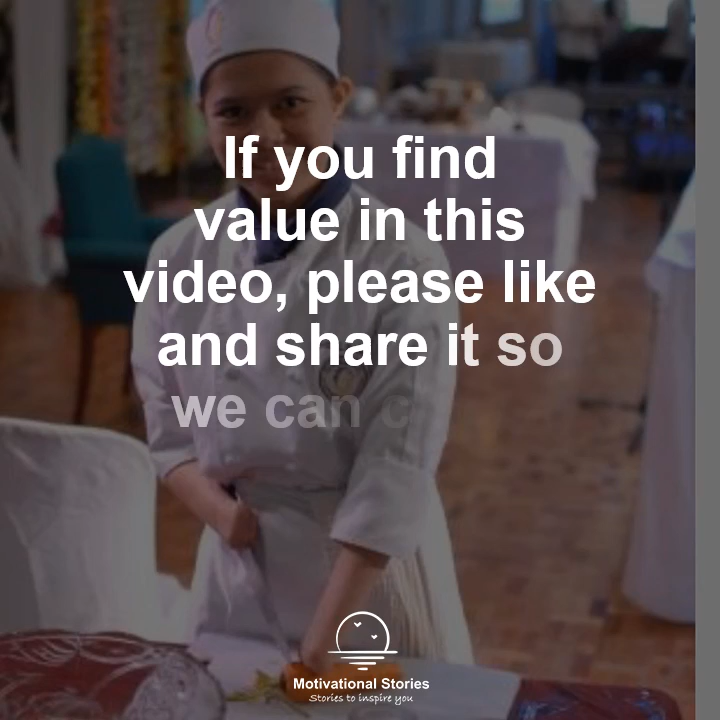 If you find
value in this
video, please like
and share it so
we can c
Motivational Stories
Stories to inspire you